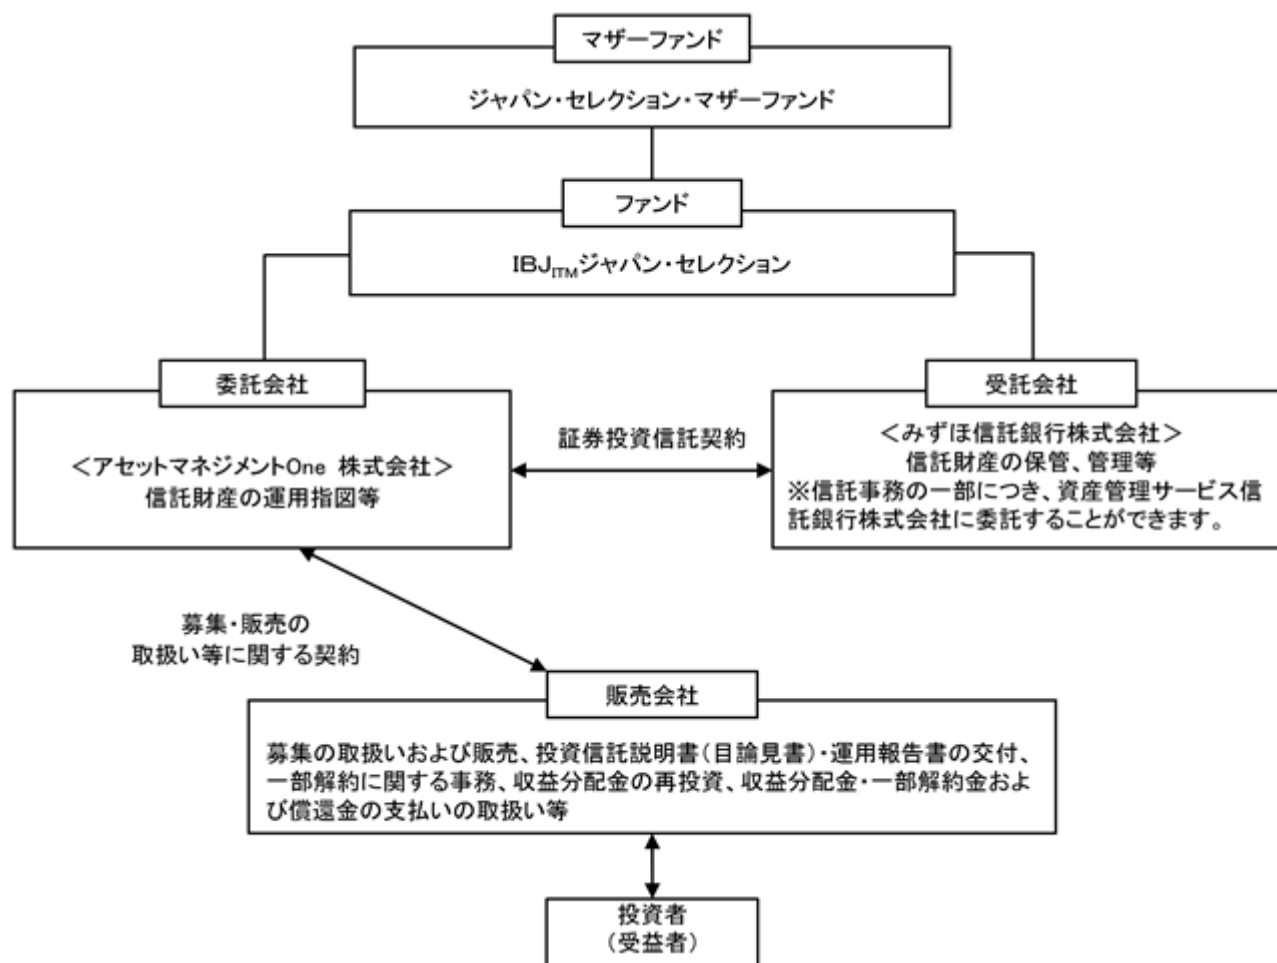 マザーファンド
ジャパン・セレクション・マザーファンド
ファンド
IBJITMジャパン・セレクション
委託会社
<アセットマネジメントOne 株式会社>
信託財産の運用指図等
証券投資信託契約
受託会社
<みずほ信託銀行株式会社>
信託財産の保管、管理等
※信託事務の一部につき、資産管理サービス信
託銀行株式会社に委託することができます。
募集・販売の
取扱い等に関する契約
販売会社
募集の取扱いおよび販売、投資信託説明書(目論見書)・運用報告書の交付、
一部解約に関する事務、収益分配金の再投資、収益分配金・一部解約金およ
び償還金の支払いの取扱い等
投資者
(受益者)